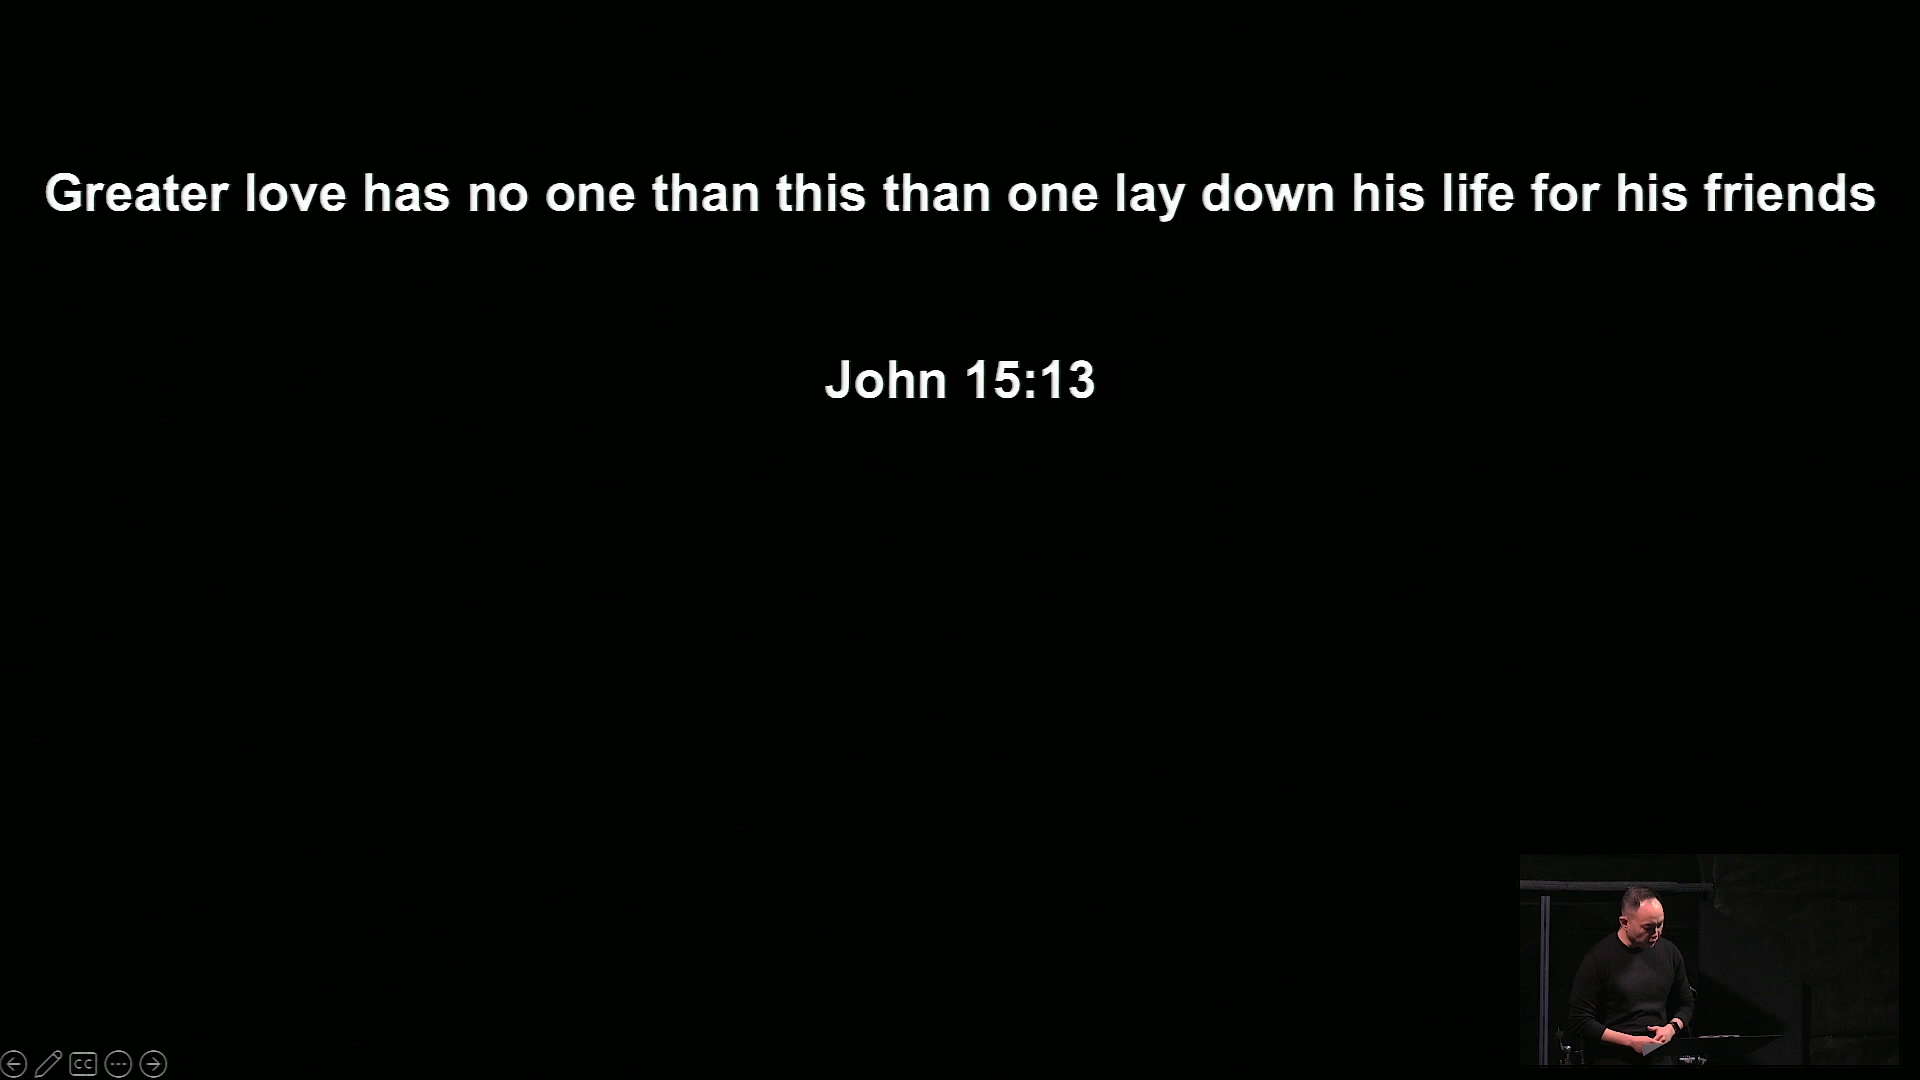 Greater love has no one than this than one lay down his life for his friends
John 15:13
CC